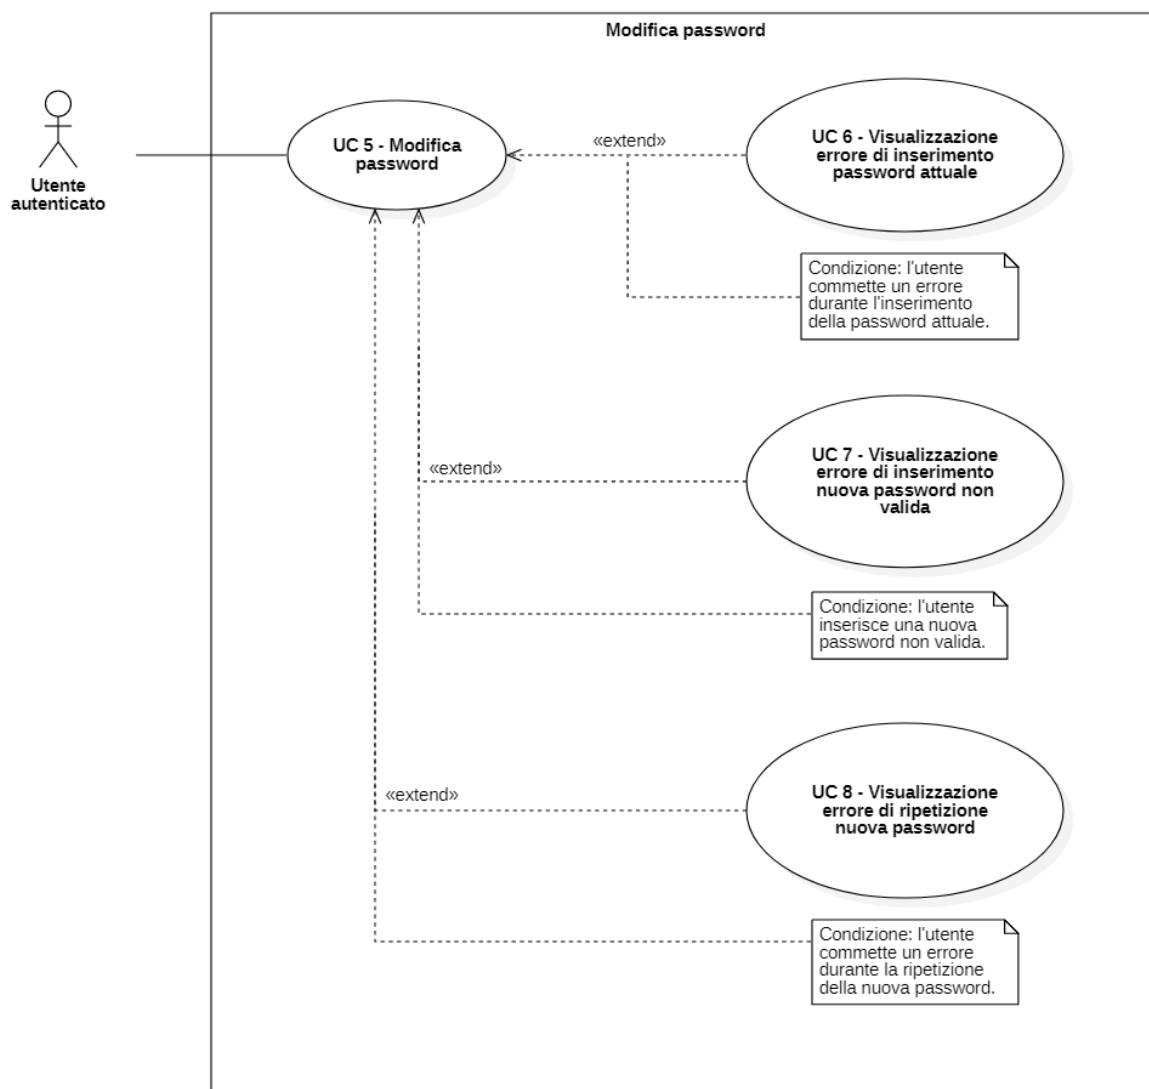 Modifica password
Utente
autenticato
UC 5 - Modifica
password
«extend»
UC 6 - Visualizzazione
errore di inserimento
password attuale
Condizione: l'utente
commette un errore
durante l'inserimento
della password attuale.
«extend»
UC 7 - Visualizzazione
errore di inserimento
nuova password non
valida
Condizione: l'utente
inserisce una nuova
password non valida.
«extend»
UC 8 - Visualizzazione
errore di ripetizione
nuova password
Condizione: l'utente
commette un errore
durante la ripetizione
della nuova password.